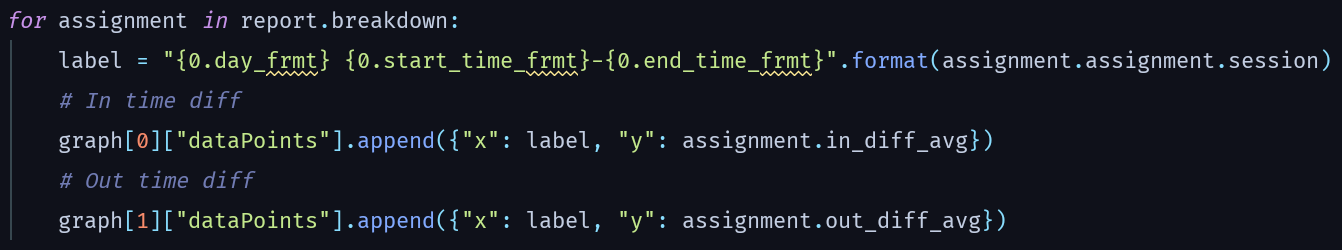 for assignment in report.breakdown:
    label = "{0.day_frmt} {0.start_time_frmt}-{0.end_time_frmt}".format(assignment.assignment.session)
    # In time diff
    graph[0]["dataPoints"].append({"x": label, "y": assignment.in_diff_avg})
    # Out time diff
    graph[1]["dataPoints"].append({"x": label, "y": assignment.out_diff_avg})